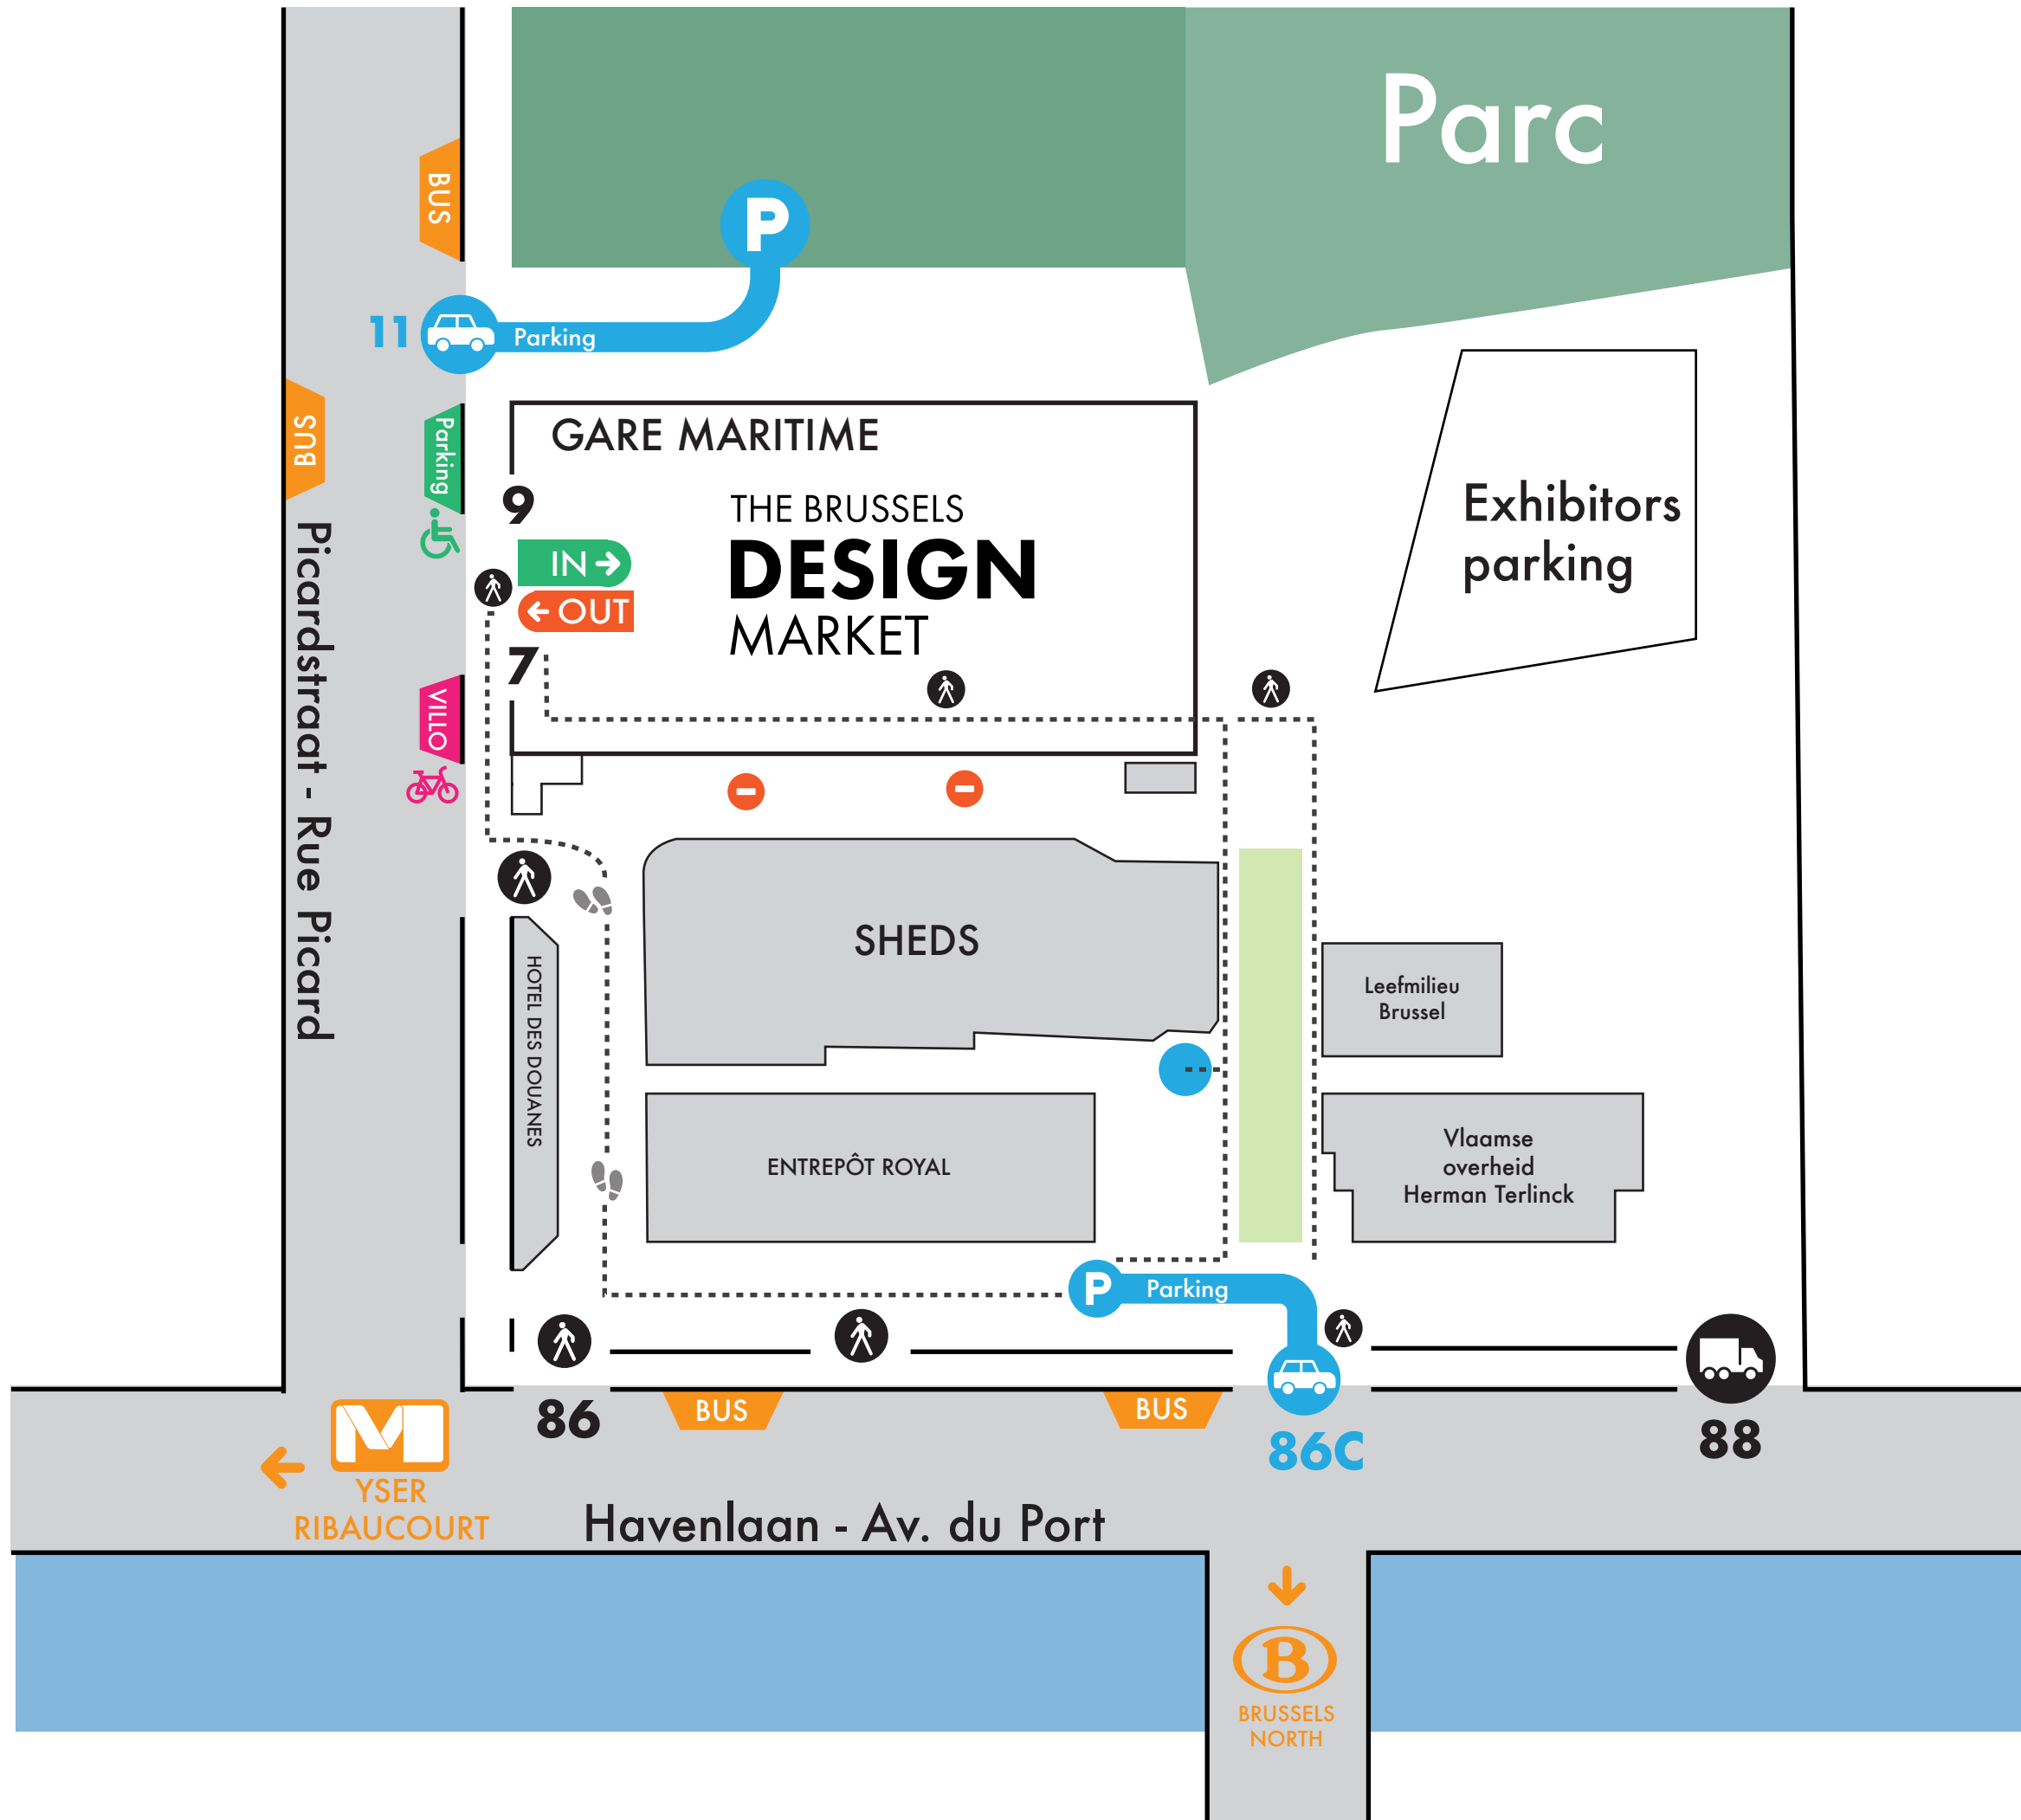 Parc
BUS
P
11
Parking
BUS
Parking
GARE MARITIME
9
THE BRUSSELS
DESIGN
MARKET
IN
OUT
7
Exhibitors
parking
Picardstraat - Rue Picard
VILLO
SHEDS
HOTEL DES DOUANES
Leefmilieu
Brussel
ENTREPÔT ROYAL
Vlaamse
overheid
Herman Terlinck
P
Parking
86
BUS
BUS
86C
88
M
YSER
RIBAUCOURT
Havenlaan - Av. du Port
B
BRUSSELS
NORTH